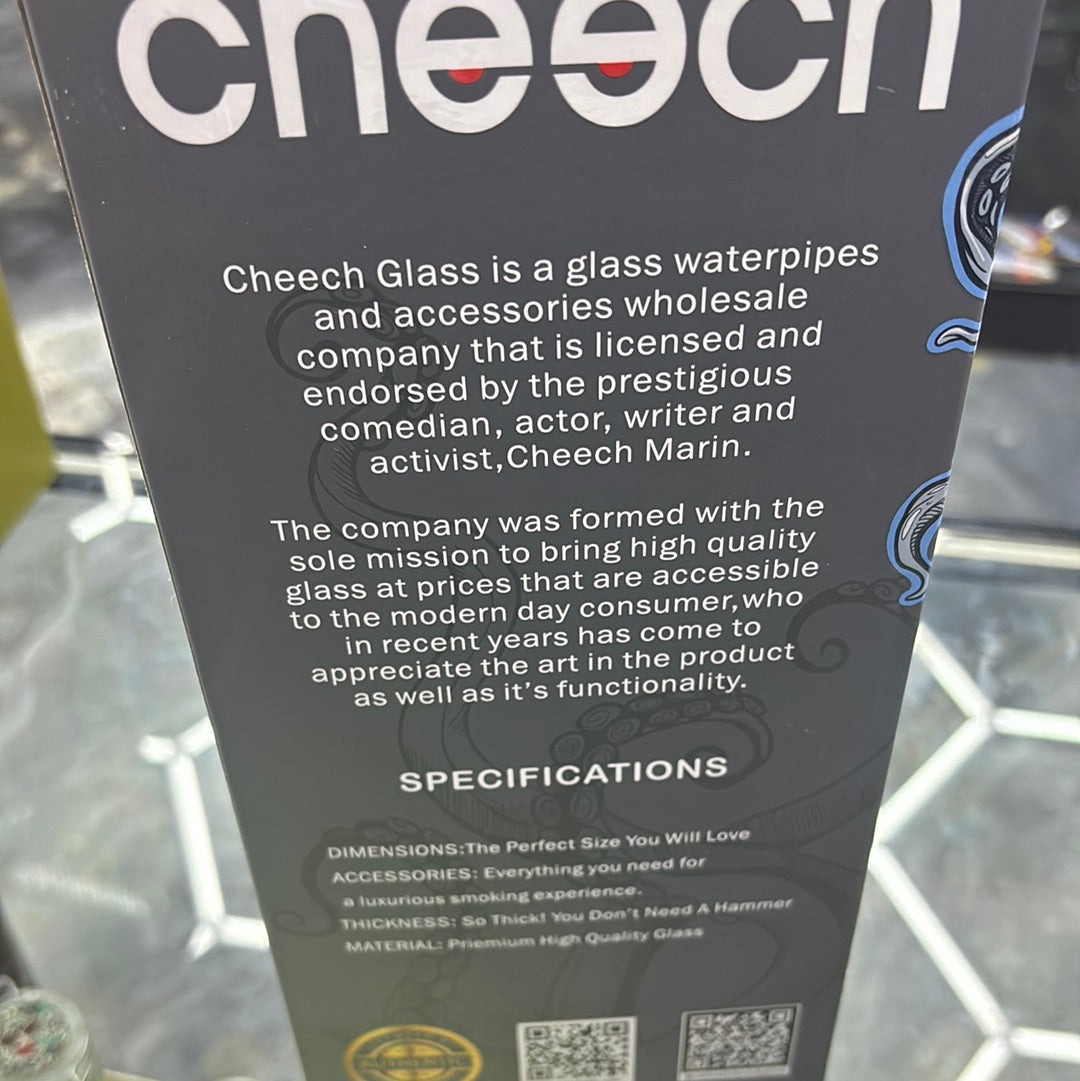 cheech
Cheech Glass is a glass waterpipes
and accessories wholesale
company that is licensed and
endorsed by the prestigious
comedian, actor, writer and
activist,Cheech Marin.
The company was formed with the
sole mission to bring high quality
glass at prices that are accessible
to the modern day consumer,who
in recent years has come to
appreciate the art in the product
as well as it's functionality.
SPECIFICATIONS
DIMENSIONS:The Perfect Size You Will Love
ACCESSORIES: Everything you need for
a luxurious smoking experience.
THICKNESS: So Thick! You Don't Need A Hammer
MATERIAL: Priemium High Quality Glass
AUTHENTIC